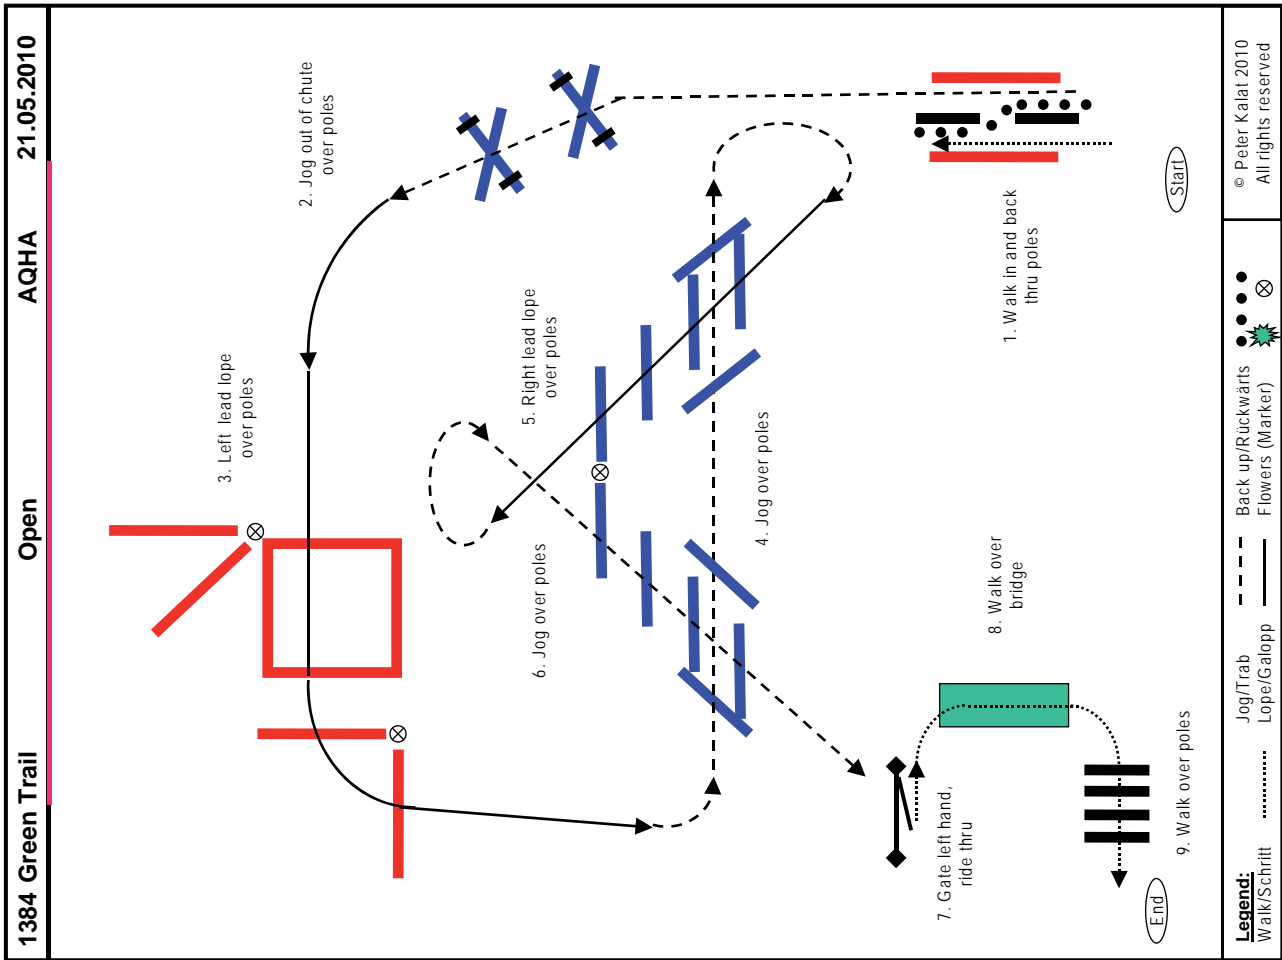 1384 Green Trail Open AQHA 21.05.2010
2. Jog out of chute
over poles
3. Left lead lope
over poles
5. Right lead lope
over poles
6. Jog over poles
4. Jog over poles
1. Walk in and back
thru poles
Start
7. Gate left hand,
ride thru
8. Walk over
bridge
9. Walk over poles
End
Legend:
Walk/Schritt
Jog/Trab
Lope/Galopp
Back up/Rückwärts
Flowers (Marker)
© Peter Kalat 2010
All rights reserved